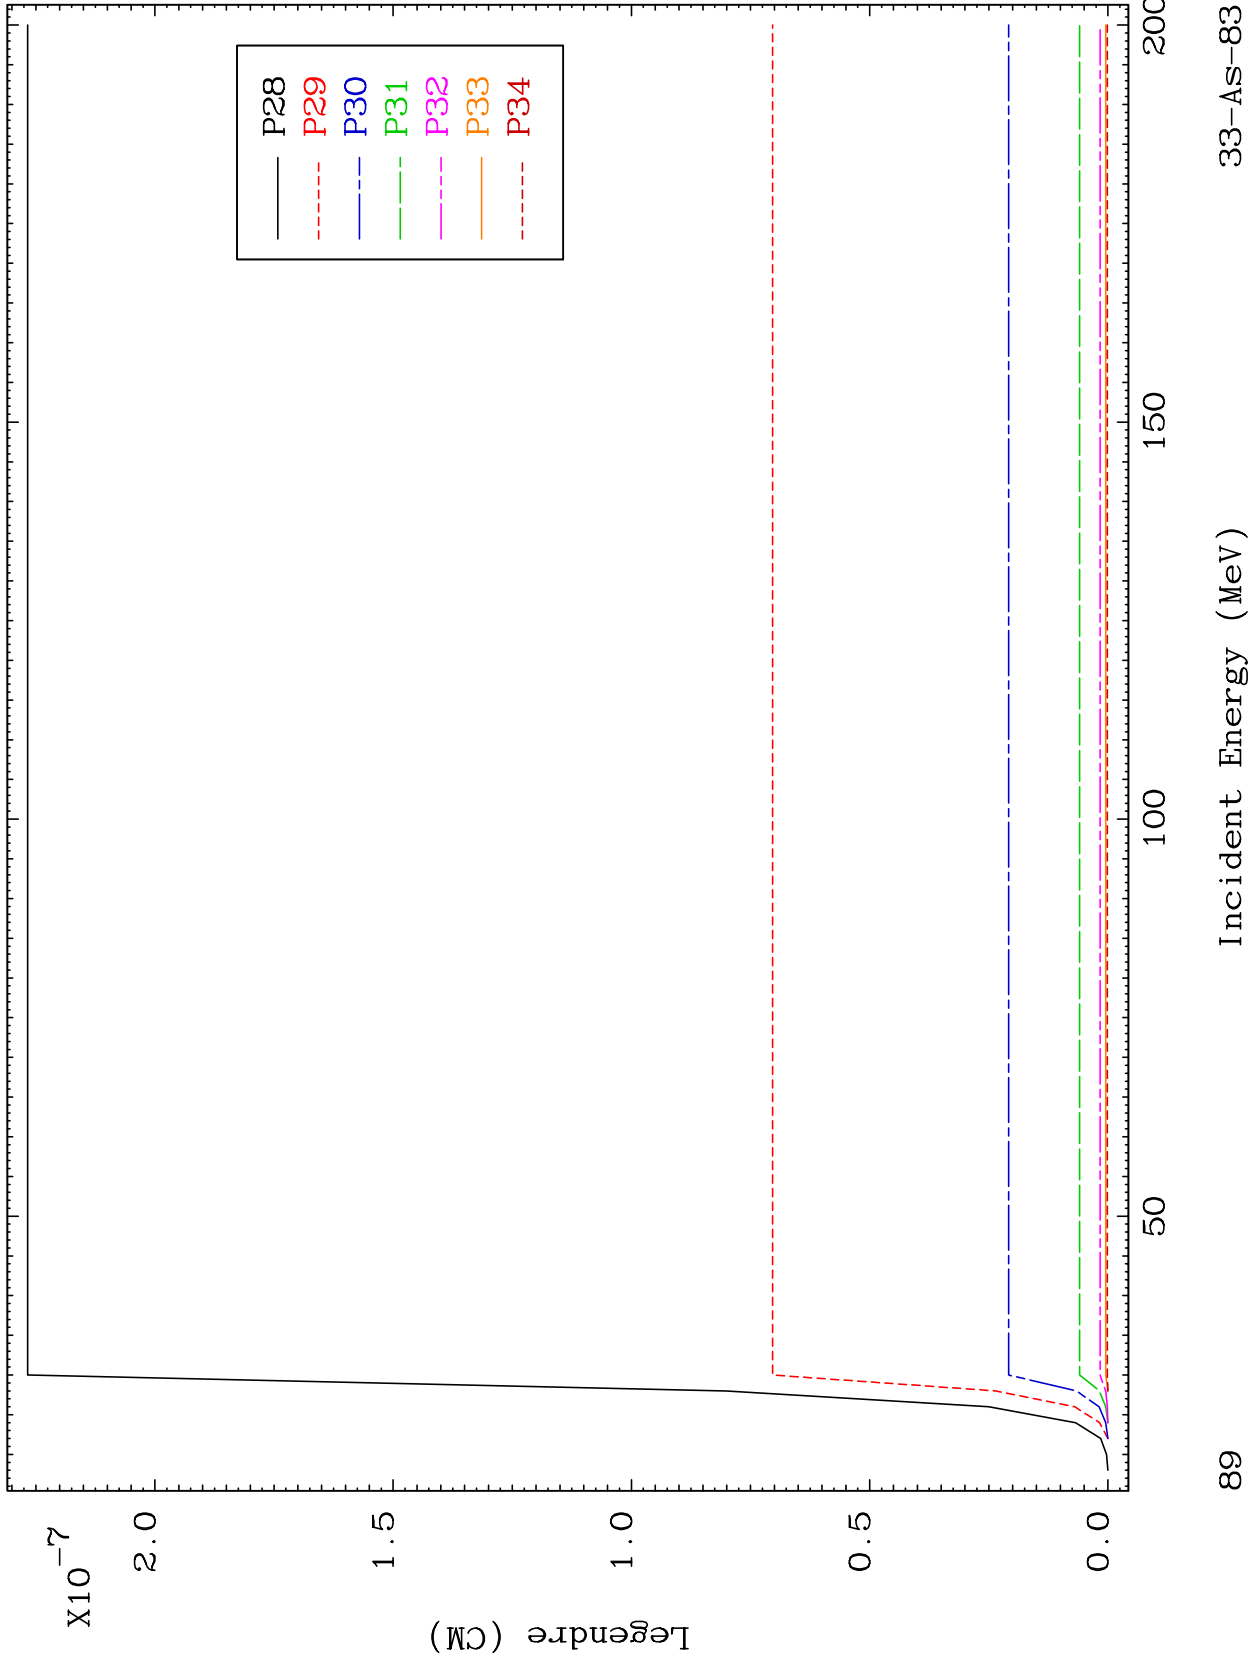 X10-7
2.0
1.5
1.0
0.5
0.0
Legendre (CM)
P28
P29
P30
P31
P32
P33
P34
50
100
150
200
Incident Energy (MeV)
89
33-As-83